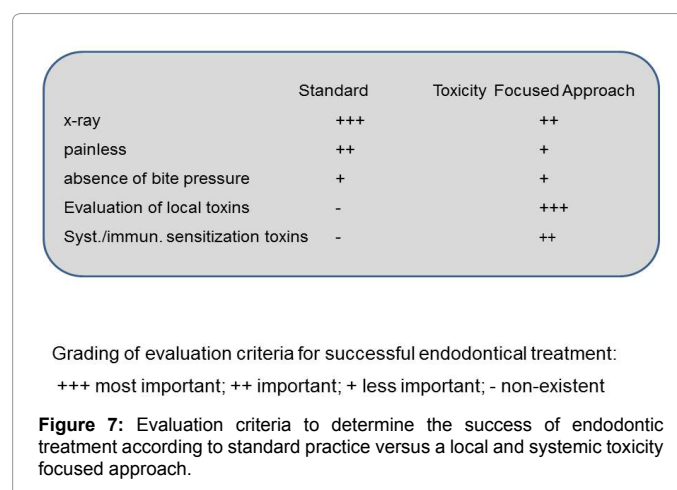 Standard Toxicity Focused Approach
x-ray +++ ++
painless ++ +
absence of bite pressure + +
Evaluation of local toxins - +++
Syst./immun. sensitization toxins - ++
Grading of evaluation criteria for successful endodontical treatment:
+++ most important; ++ important; + less important; - non-existent
Figure 7: Evaluation criteria to determine the success of endodontic
treatment according to standard practice versus a local and systemic toxicity
focused approach.